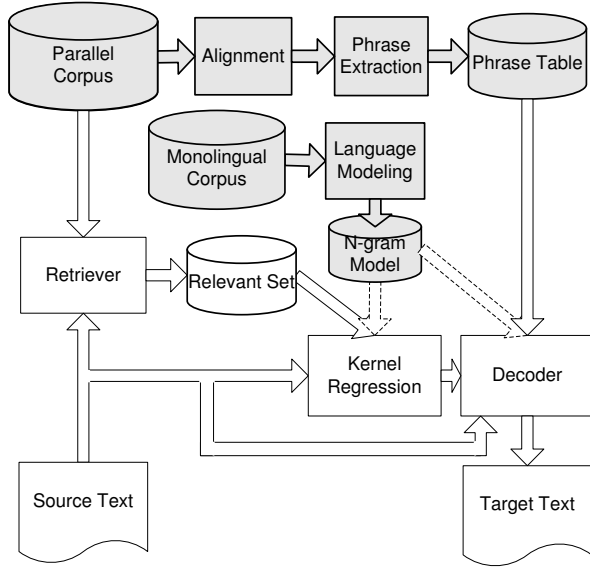 Parallel
Corpus
Alignment
Phrase
Extraction
Phrase Table
Monolingual
Corpus
Language
Modeling
N-gram
Model
Retriever
Relevant Set
Kernel
Regression
Decoder
Source Text
Target Text